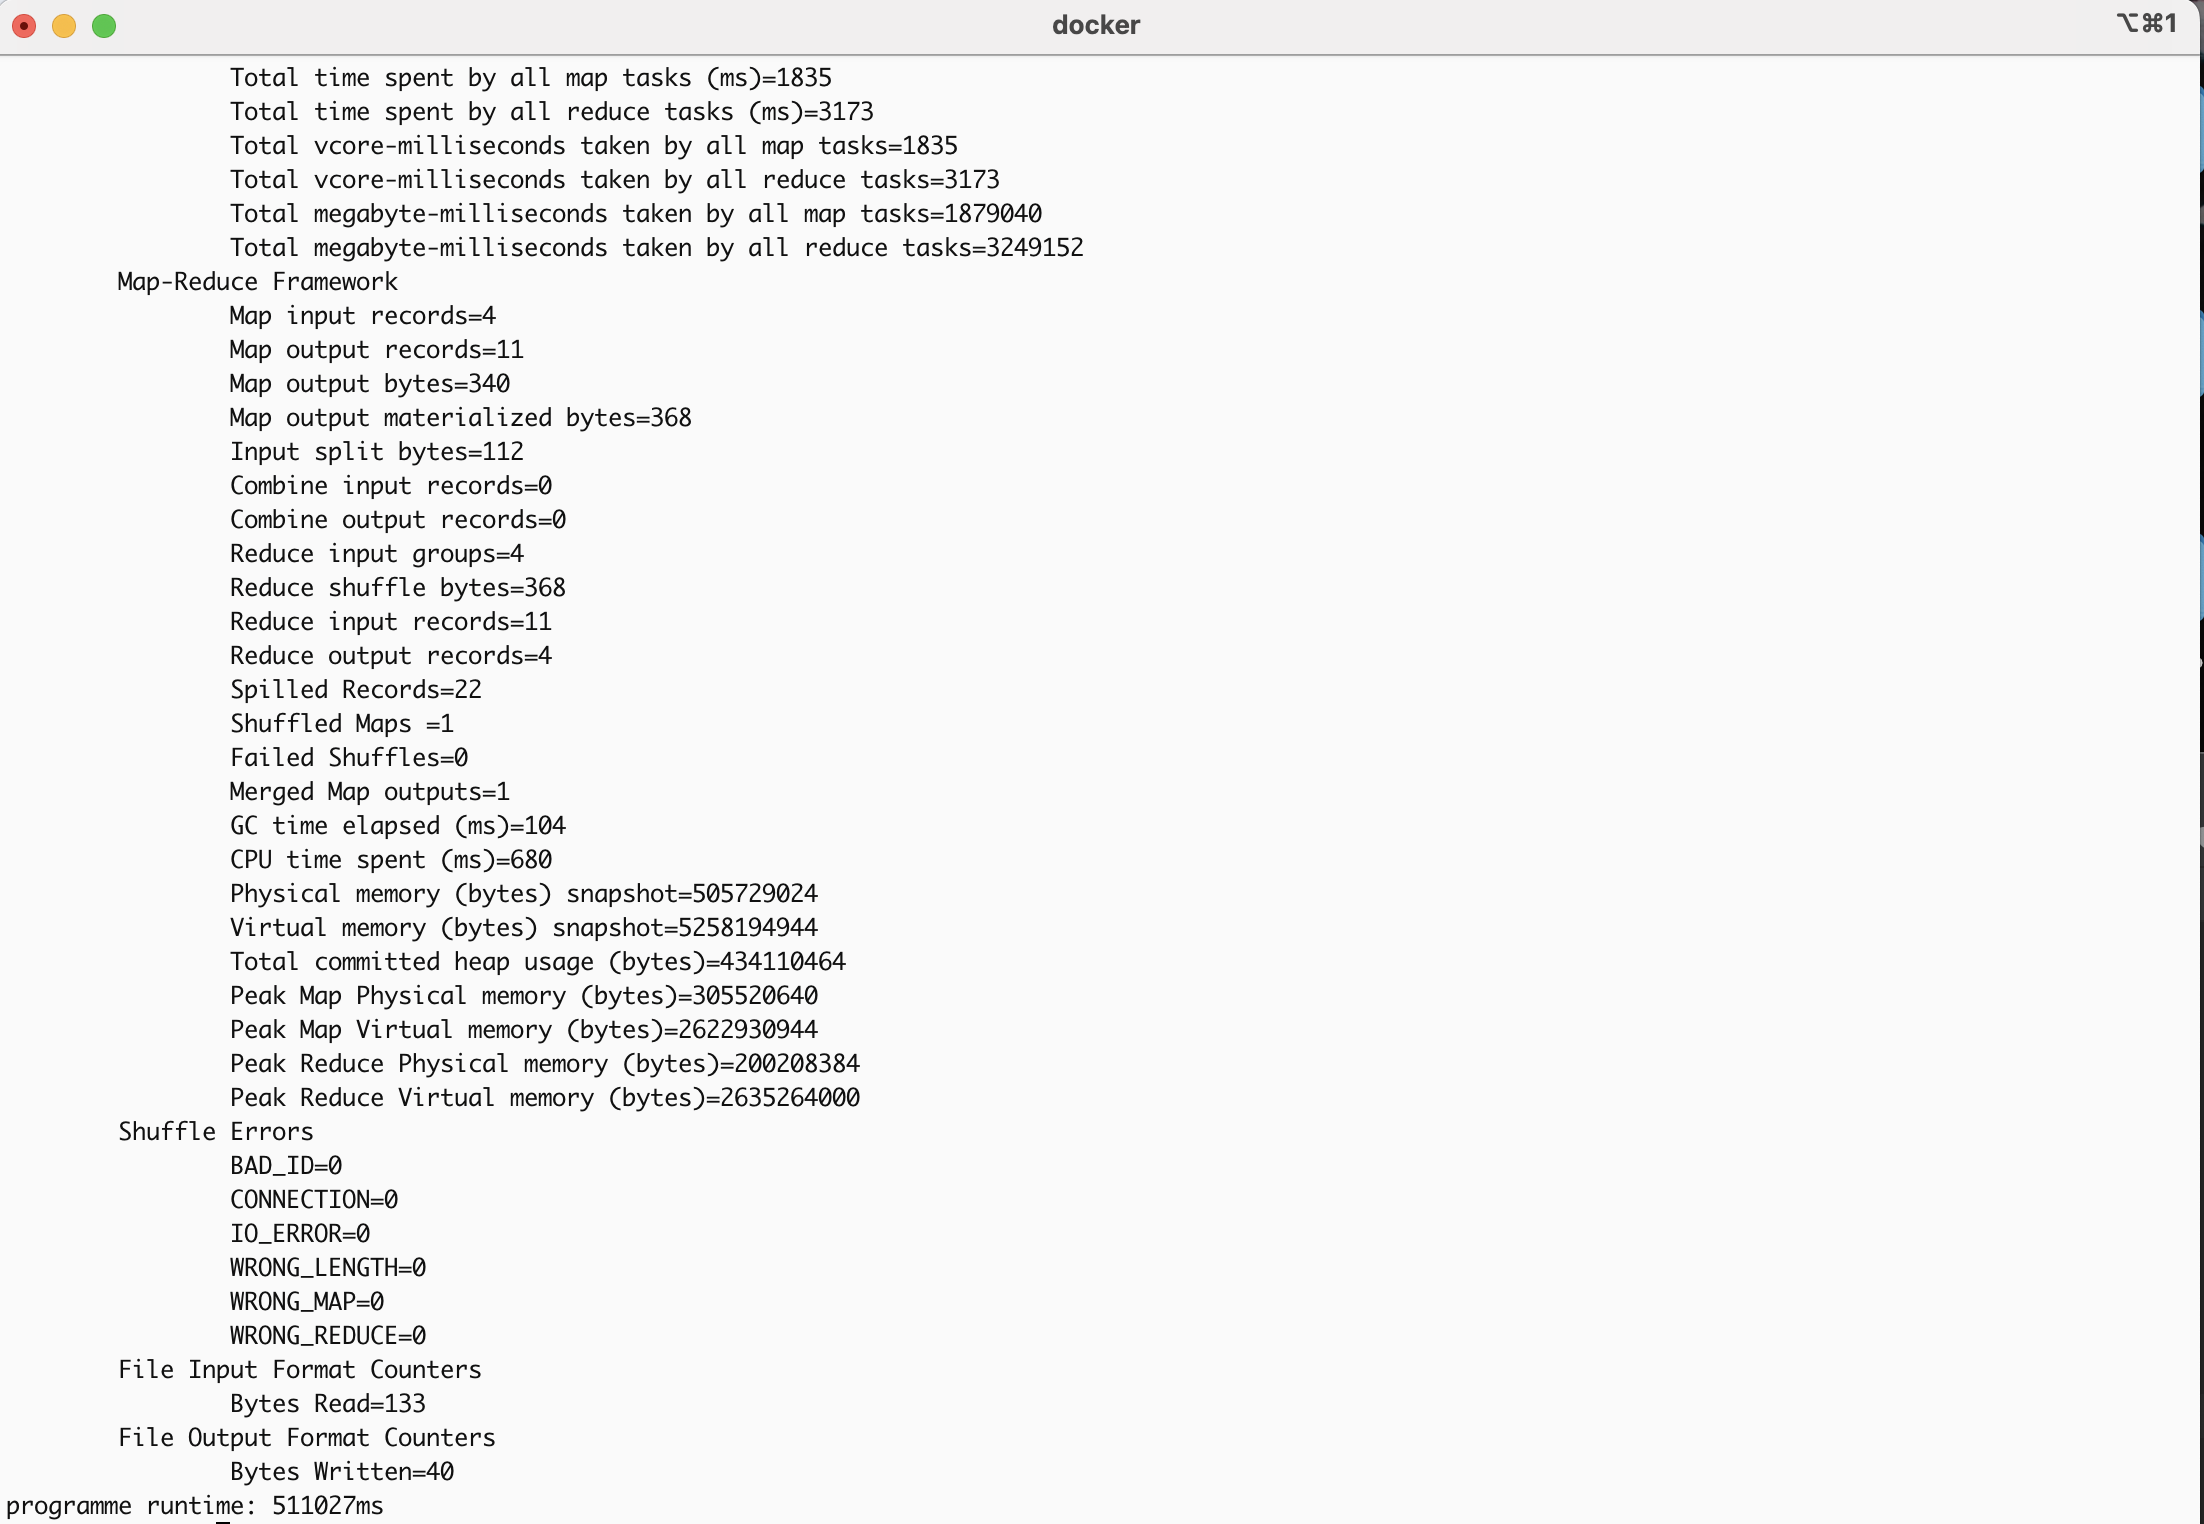 docker
⌥⌘1
Total time spent by all map tasks (ms)=1835
Total time spent by all reduce tasks (ms)=3173
Total vcore-milliseconds taken by all map tasks=1835
Total vcore-milliseconds taken by all reduce tasks=3173
Total megabyte-milliseconds taken by all map tasks=1879040
Total megabyte-milliseconds taken by all reduce tasks=3249152
Map-Reduce Framework
Map input records=4
Map output records=11
Map output bytes=340
Map output materialized bytes=368
Input split bytes=112
Combine input records=0
Combine output records=0
Reduce input groups=4
Reduce shuffle bytes=368
Reduce input records=11
Reduce output records=4
Spilled Records=22
Shuffled Maps =1
Failed Shuffles=0
Merged Map outputs=1
GC time elapsed (ms)=104
CPU time spent (ms)=680
Physical memory (bytes) snapshot=505729024
Virtual memory (bytes) snapshot=5258194944
Total committed heap usage (bytes)=434110464
Peak Map Physical memory (bytes)=305520640
Peak Map Virtual memory (bytes)=2622930944
Peak Reduce Physical memory (bytes)=200208384
Peak Reduce Virtual memory (bytes)=2635264000
Shuffle Errors
BAD_ID=0
CONNECTION=0
IO_ERROR=0
WRONG_LENGTH=0
WRONG_MAP=0
WRONG_REDUCE=0
File Input Format Counters
Bytes Read=133
File Output Format Counters
Bytes Written=40
programme runtime: 511027ms